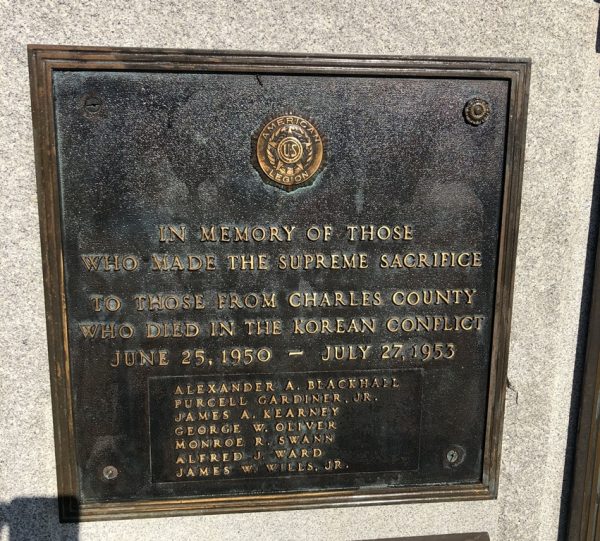 AMERICAN
US
LEGION
IN MEMORY OF THOSE
WHO MADE THE SUPREME SACRIFICE
TO THOSE FROM CHARLES COUNTY
WHO DIED IN THE KOREAN CONFLICT
JUNE 25, 1950 — JULY 27, 1953
ALEXANDER A. BLACKHALL
PURCELL GARDINER, JR.
JAMES A. KEARNEY
GEORGE W. OLIVER
MONROE R. SWANN
ALFRED J. WARD
JAMES W. WILLS, JR.